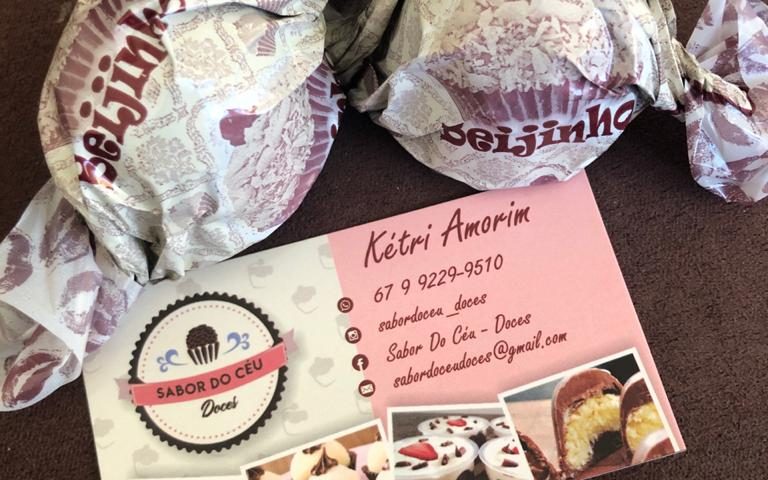 Beijinho
Beijinho
Kétri Amorim
67 9 9229-9510
sabordoceu_doces
Sabor Do Céu - Doces
sabordoceudoces@gmail.com
SABOR DO CÉU
Doces